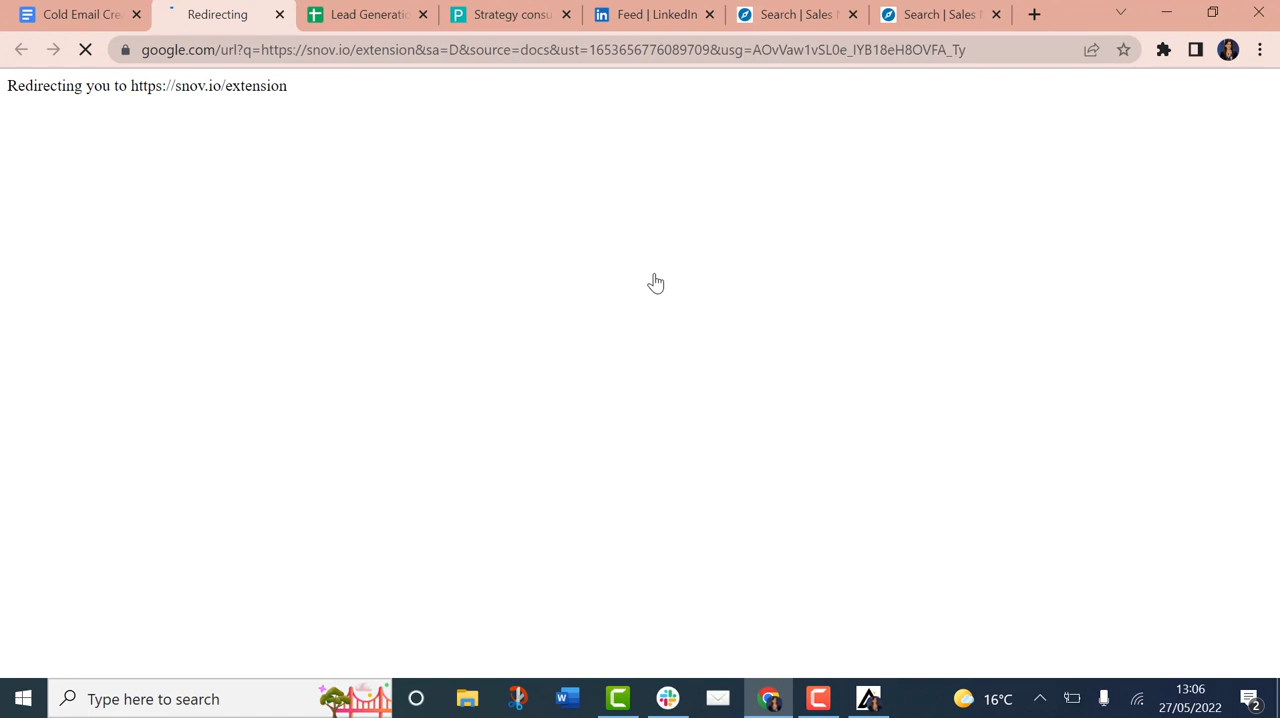 Cold Email Cre
Redirecting
Lead Generatio
Strategy consu
Feed | LinkedIn
Search | Sales
Search | Sales
google.com/url?q=https://snov.io/extension&sa=D&source=docs&ust=1653656776089709&usg=AOvVaw1vSL0e_IYB18eH8OVFA_Ty
Redirecting you to https://snov.io/extension
Type here to search
16°C
13:06
27/05/2022
2